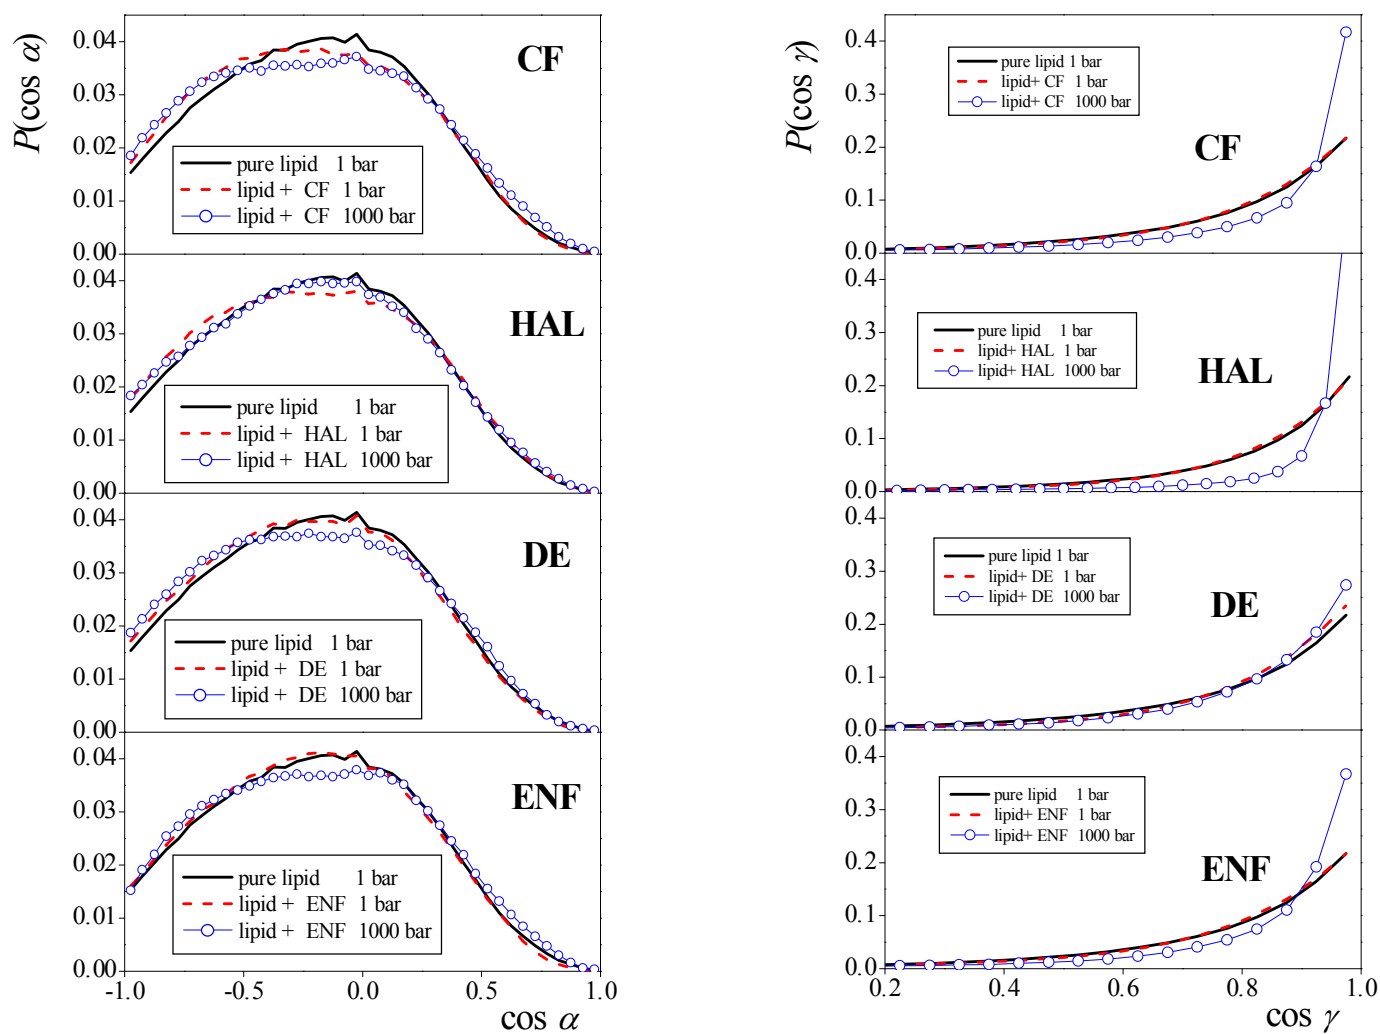 P(cos α)
0.04
0.03
0.02
0.01
0.00
CF
pure lipid 1 bar
lipid + CF 1 bar
lipid + CF 1000 bar
0.04
0.03
0.02
0.01
0.00
HAL
pure lipid 1 bar
lipid + HAL 1 bar
lipid + HAL 1000 bar
0.04
0.03
0.02
0.01
0.00
DE
pure lipid 1 bar
lipid + DE 1 bar
lipid + DE 1000 bar
0.04
0.03
0.02
0.01
0.00
ENF
pure lipid 1 bar
lipid + ENF 1 bar
lipid + ENF 1000 bar
-1.0 -0.5 0.0 0.5 1.0
cos α
P(cos γ)
0.4
0.3
0.2
0.1
0.0
pure lipid 1 bar
lipid+ CF 1 bar
lipid+ CF 1000 bar
CF
0.4
0.3
0.2
0.1
0.0
pure lipid 1 bar
lipid+ HAL 1 bar
lipid+ HAL 1000 bar
HAL
0.4
0.3
0.2
0.1
0.0
pure lipid 1 bar
lipid+ DE 1 bar
lipid+ DE 1000 bar
DE
0.4
0.3
0.2
0.1
0.0
pure lipid 1 bar
lipid+ ENF 1 bar
lipid+ ENF 1000 bar
ENF
0.2 0.4 0.6 0.8 1.0
cos γ